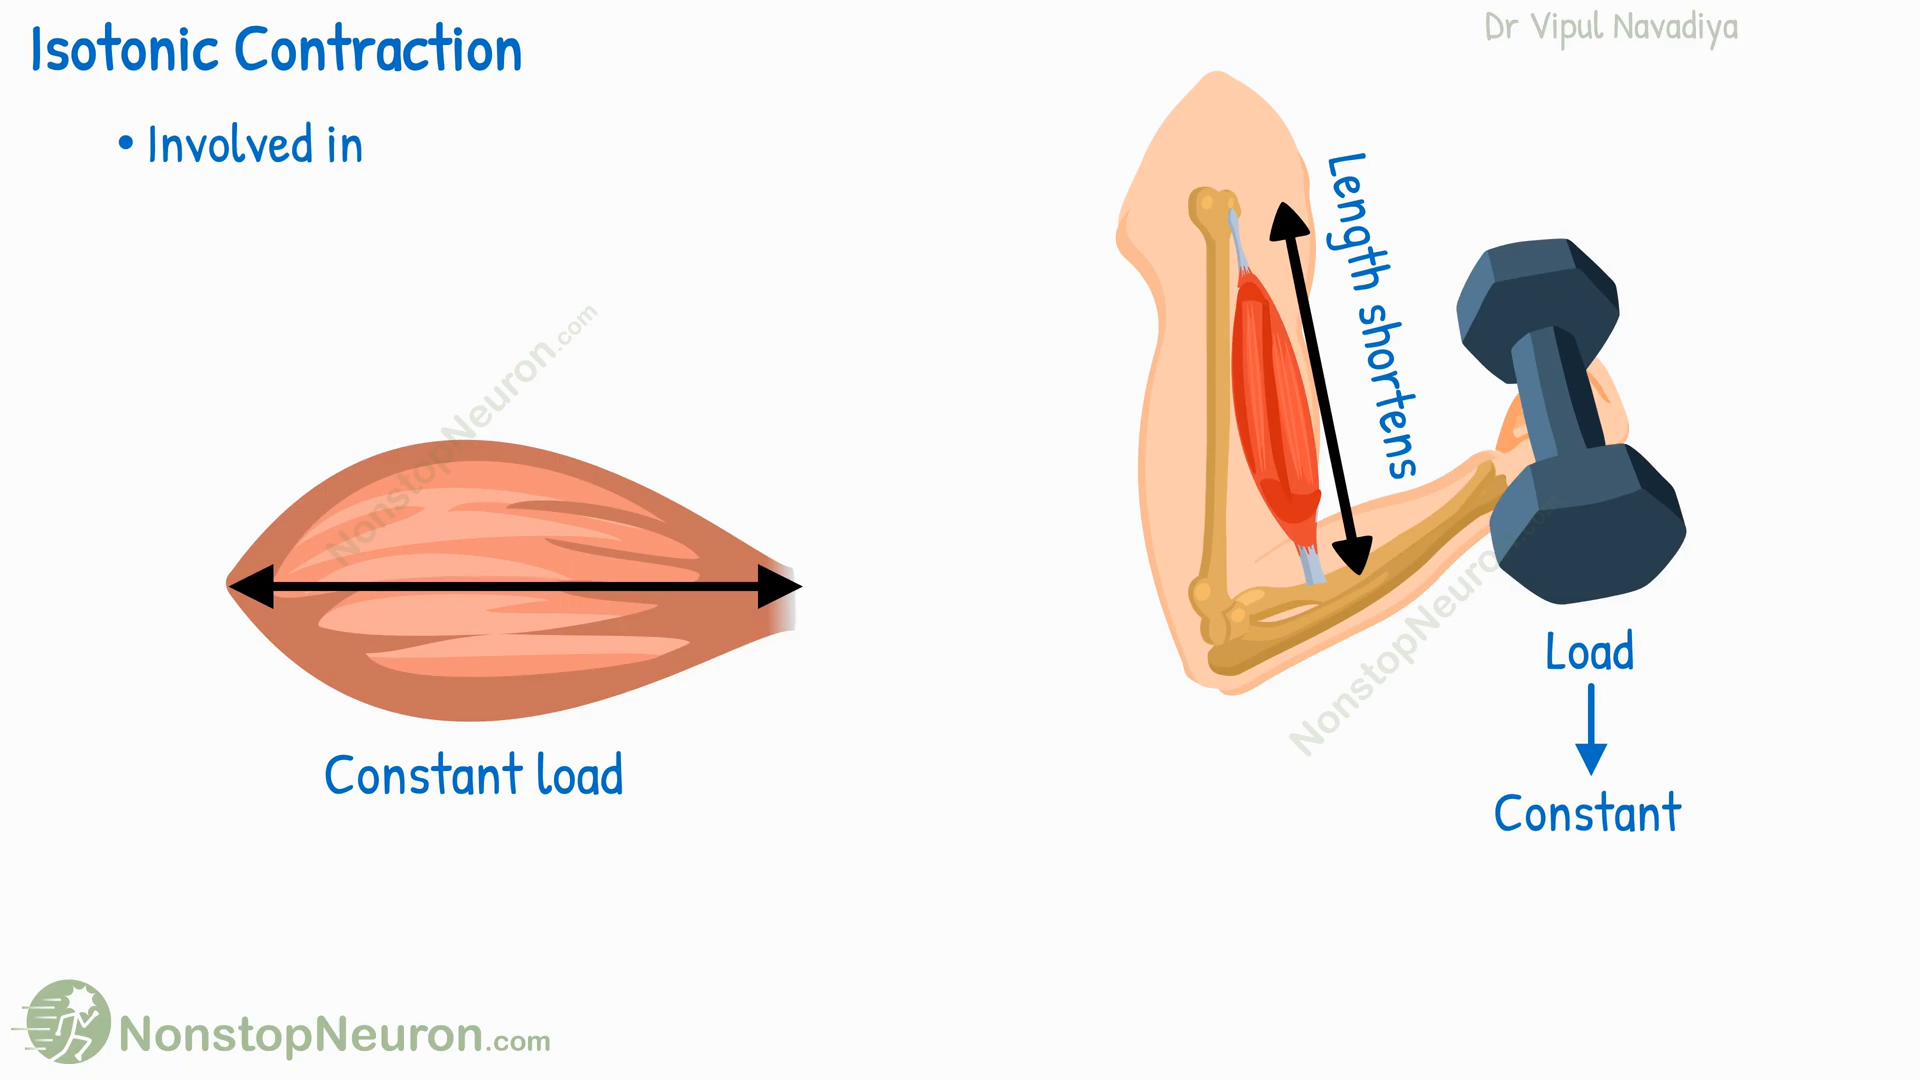 Isotonic Contraction
Dr Vipul Navadiya
• Involved in
Length shortens
NonstopNeuron.com
Constant load
NonstopNeuron.com
Load
Constant
NonstopNeuron.com